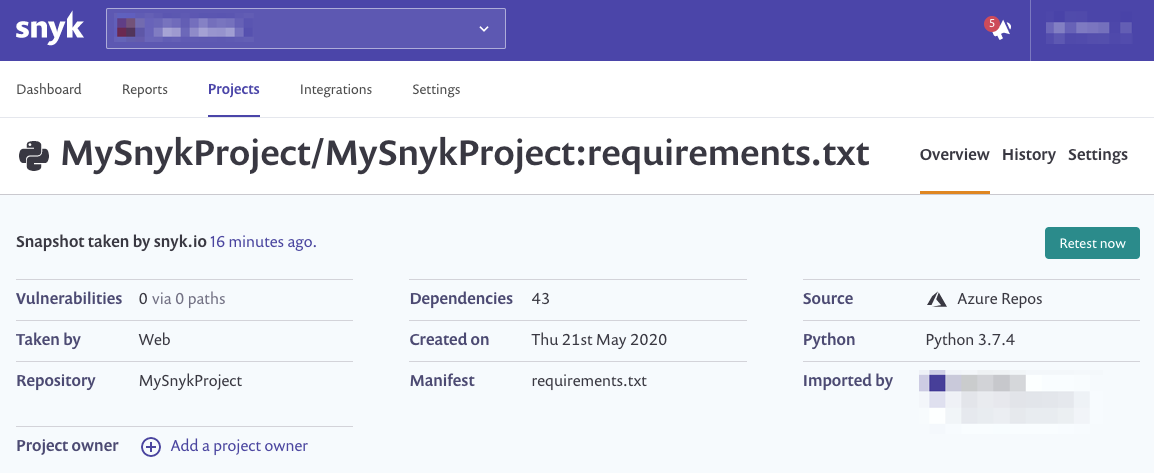 snyk
5
Dashboard Reports Projects Integrations Settings
MySnykProject/MySnykProject:requirements.txt Overview History Settings
Snapshot taken by snyk.io 16 minutes ago. Retest now
Vulnerabilities 0 via 0 paths Dependencies 43 Source Azure Repos
Taken by Web Created on Thu 21st May 2020 Python Python 3.7.4
Repository MySnykProject Manifest requirements.txt Imported by
Project owner Add a project owner